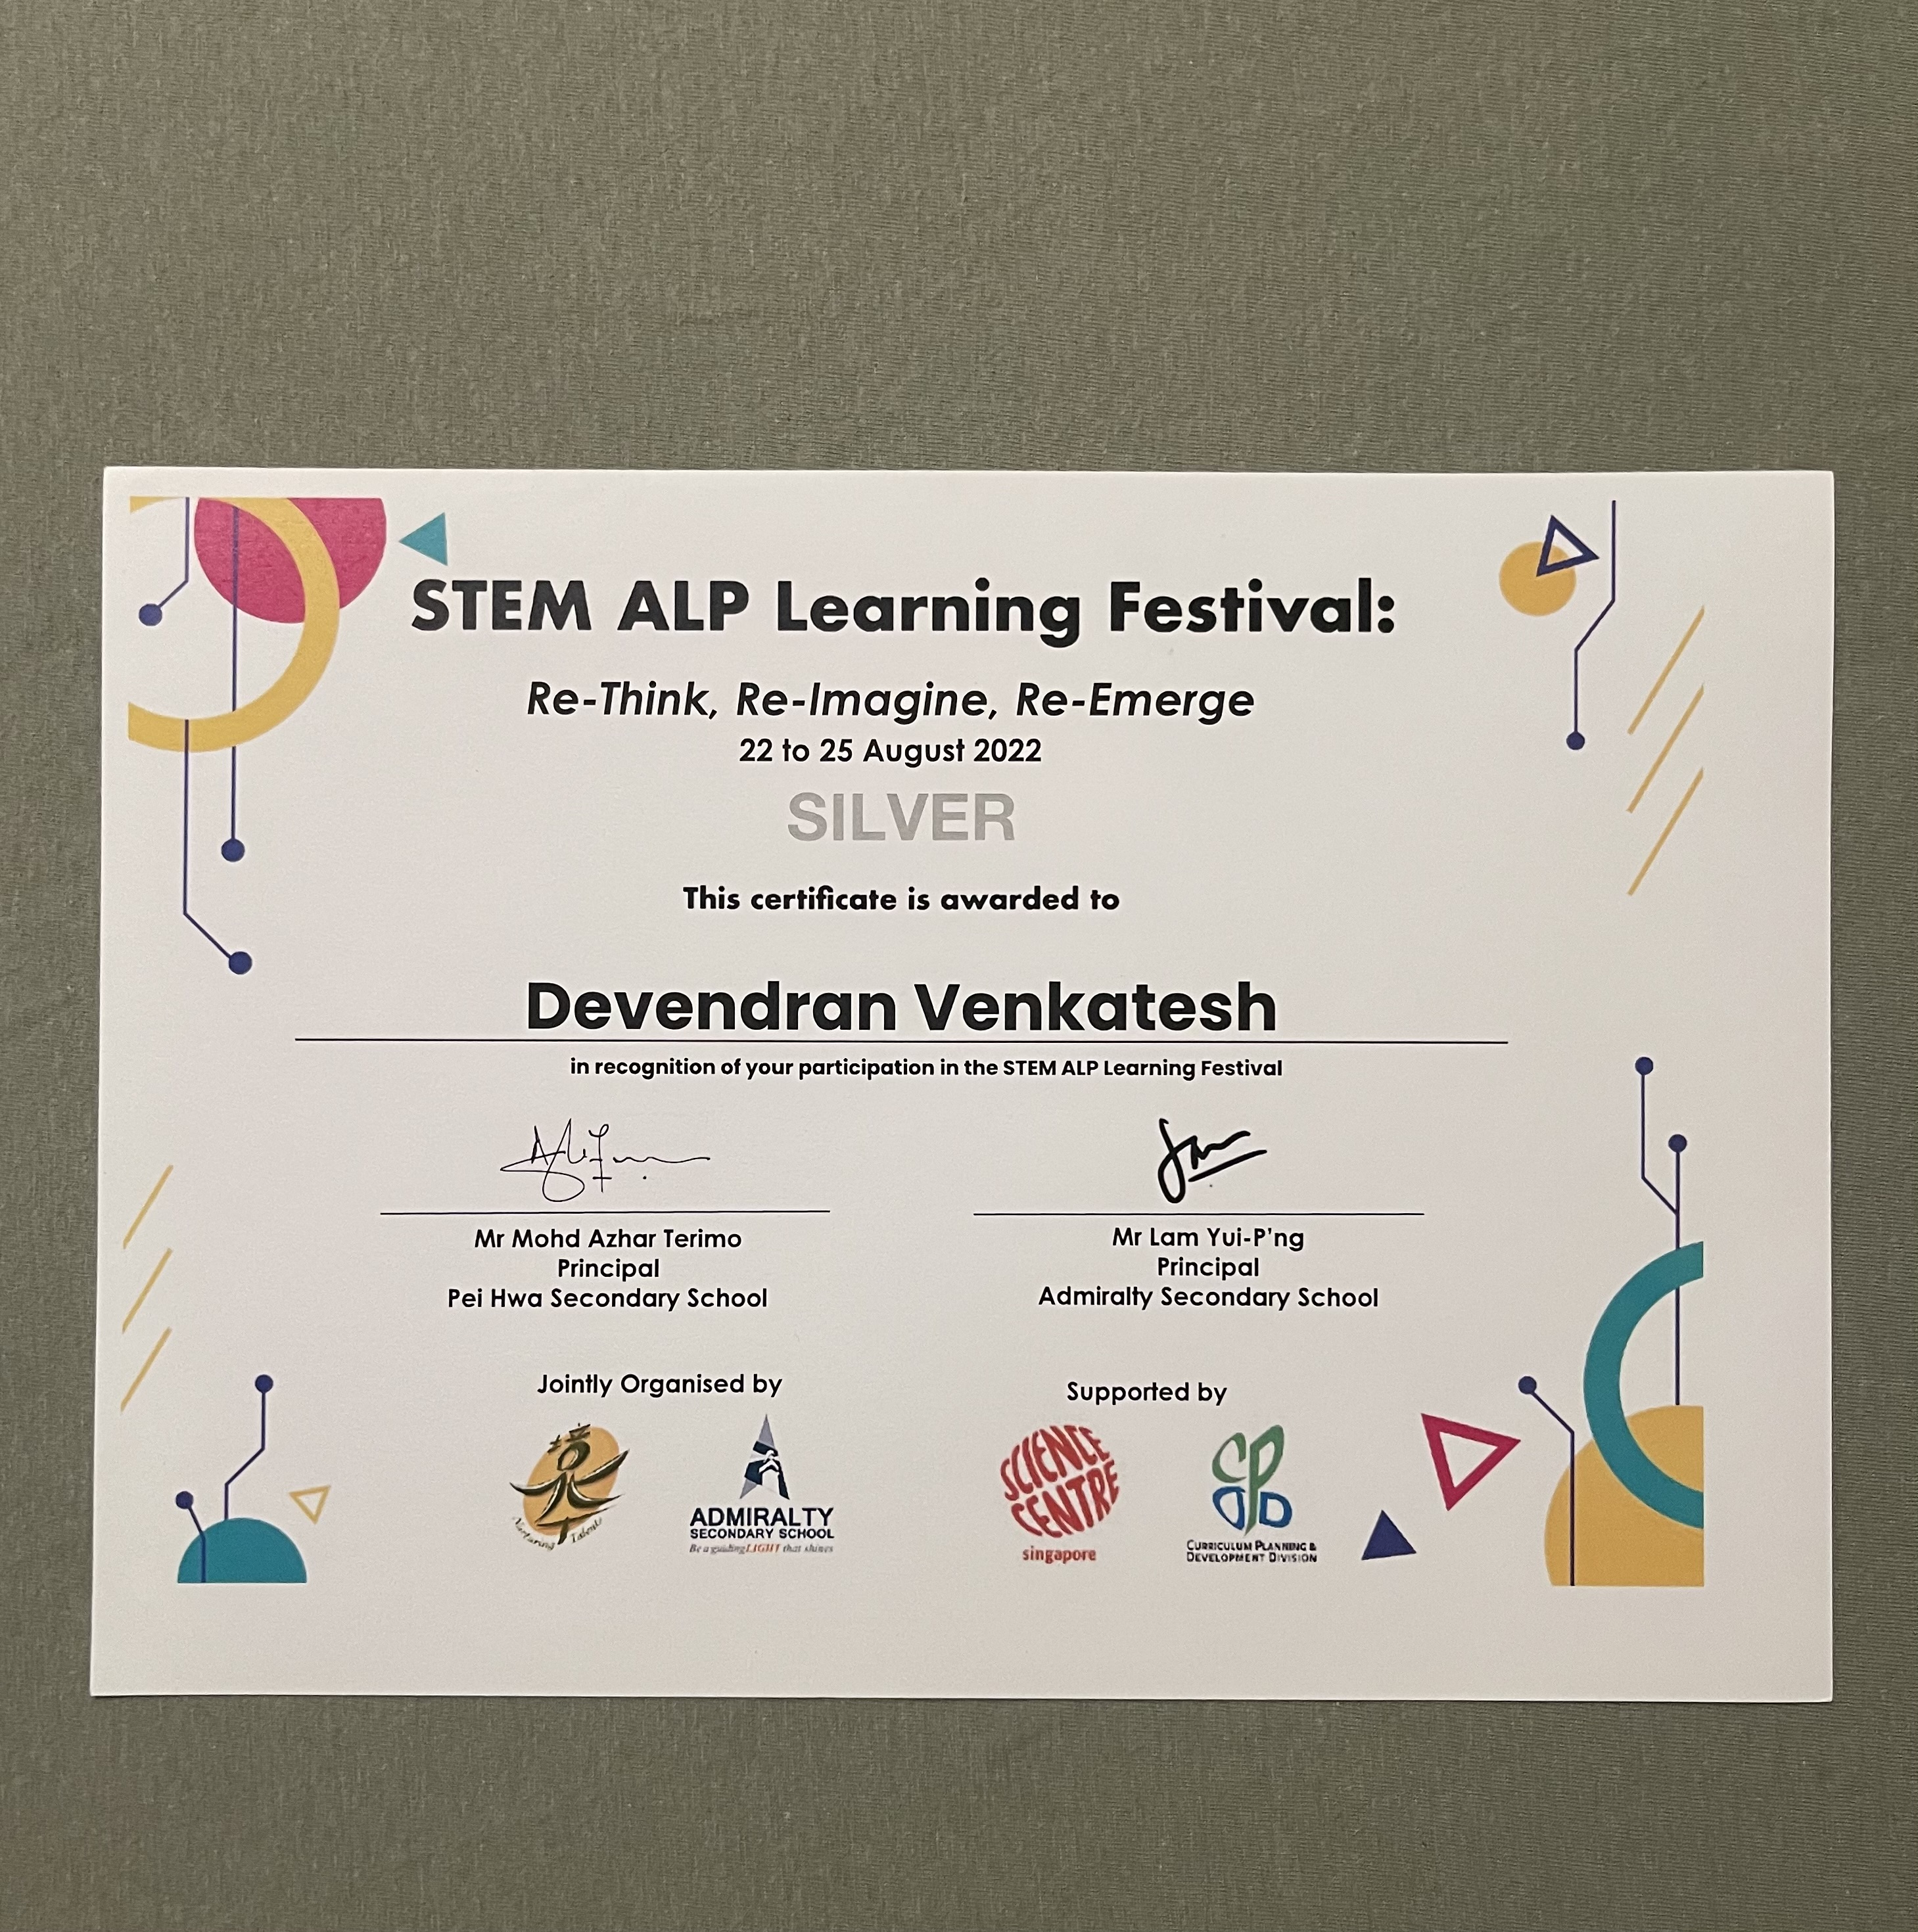 STEM ALP Learning Festival:
Re-Think, Re-Imagine, Re-Emerge
22 to 25 August 2022
SILVER
This certificate is awarded to
Devendran Venkatesh
in recognition of your participation in the STEM ALP Learning Festival
Mr Mohd Azhar Terimo
Principal
Pei Hwa Secondary School
Mr Lam Yui-P'ng
Principal
Admiralty Secondary School
Jointly Organised by
Nurturing Talents
ADMIRALTY
SECONDARY SCHOOL
Be a guiding LIGHT that shines
Supported by
SCIENCE
CENTRE
singapore
CPDD
CURRICULUM PLANNING &
DEVELOPMENT DIVISION